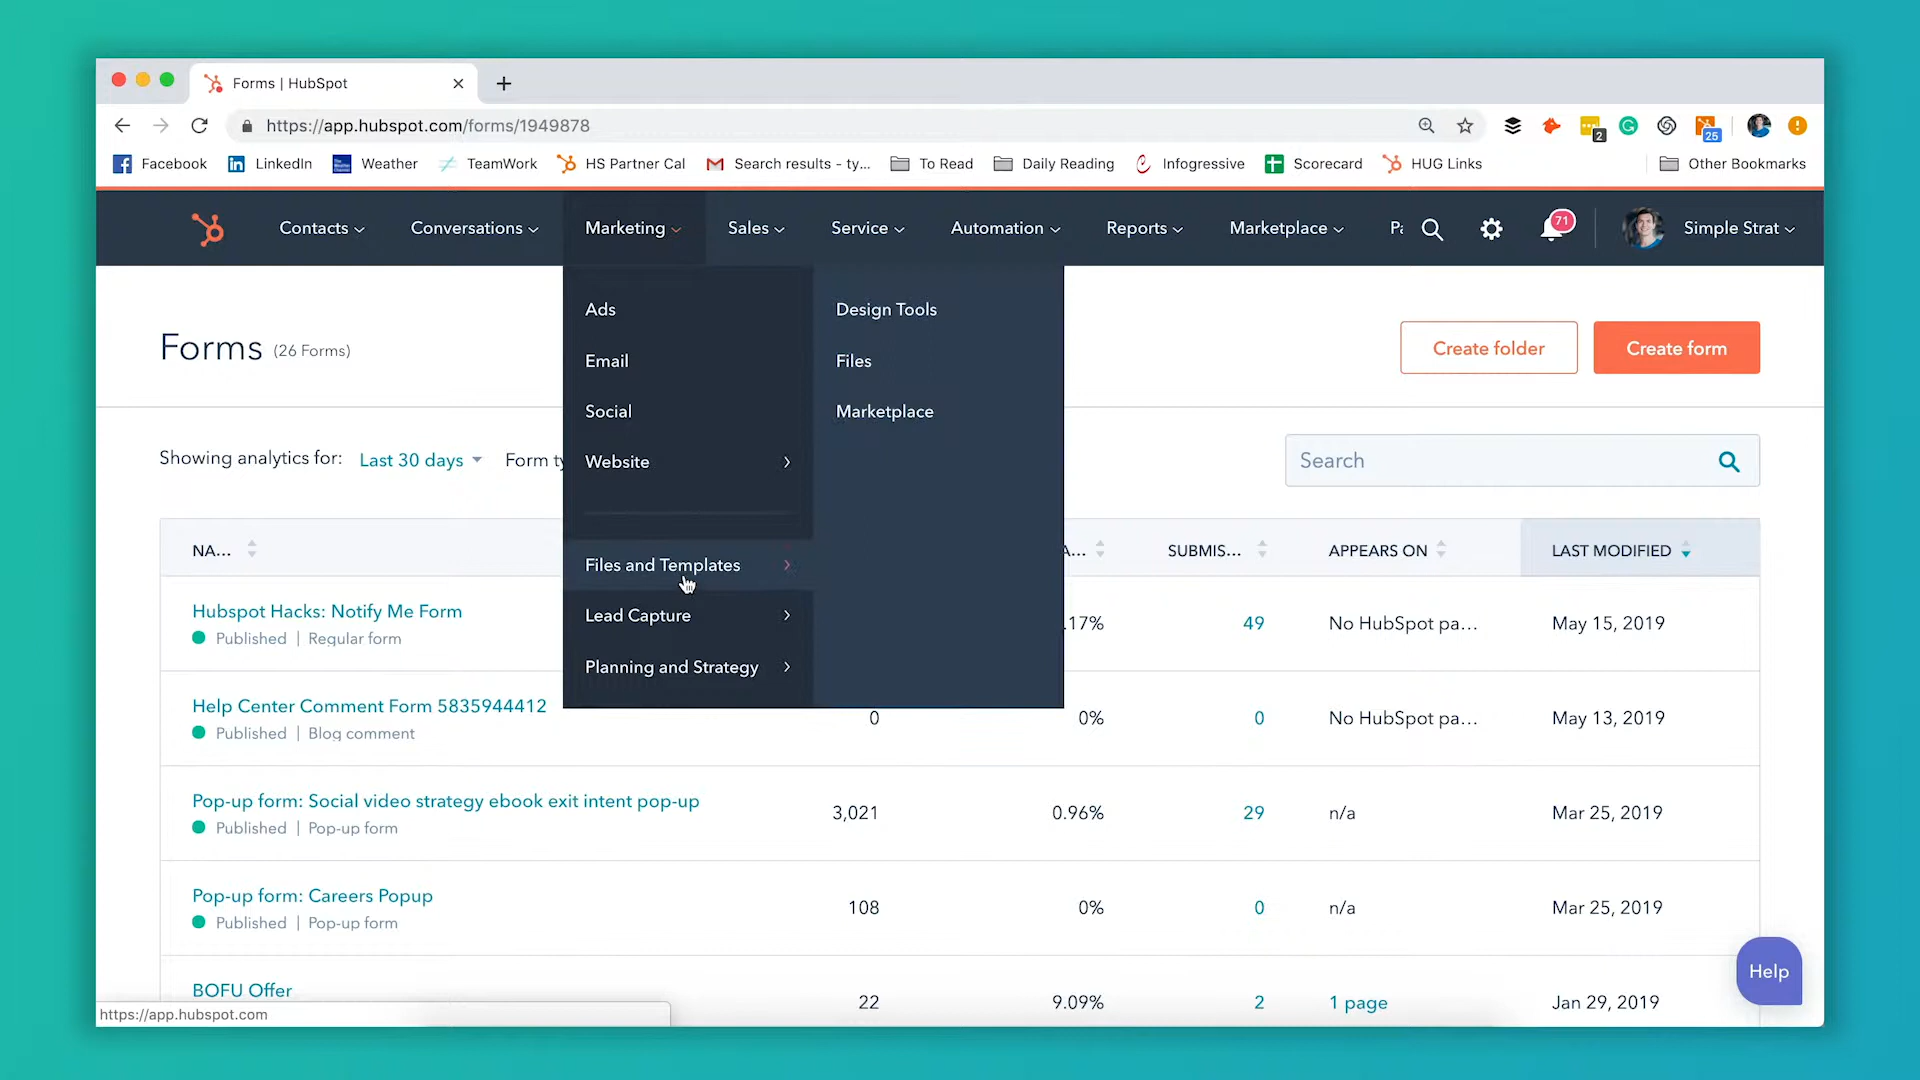 Forms | HubSpot
https://app.hubspot.com/forms/1949878
2
25
Facebook LinkedIn Weather TeamWork HS Partner Cal Search results - ty... To Read Daily Reading Infogressive Scorecard HUG Links Other Bookmarks
Contacts Conversations Marketing Sales Service Automation Reports Marketplace Pa 71 Simple Strat
Ads
Email
Social
Website
Files and Templates
Lead Capture
Planning and Strategy
Design Tools
Files
Marketplace
Forms (26 Forms)
Create folder Create form
Showing analytics for: Last 30 days Form ty
Search
NA... A... SUBMIS... APPEARS ON LAST MODIFIED
Hubspot Hacks: Notify Me Form .17% 49 No HubSpot pa... May 15, 2019
Published | Regular form
Help Center Comment Form 5835944412 0 0% 0 No HubSpot pa... May 13, 2019
Published | Blog comment
Pop-up form: Social video strategy ebook exit intent pop-up 3,021 0.96% 29 n/a Mar 25, 2019
Published | Pop-up form
Pop-up form: Careers Popup 108 0% 0 n/a Mar 25, 2019
Published | Pop-up form
BOFU Offer 22 9.09% 2 1 page Jan 29, 2019
Help
https://app.hubspot.com